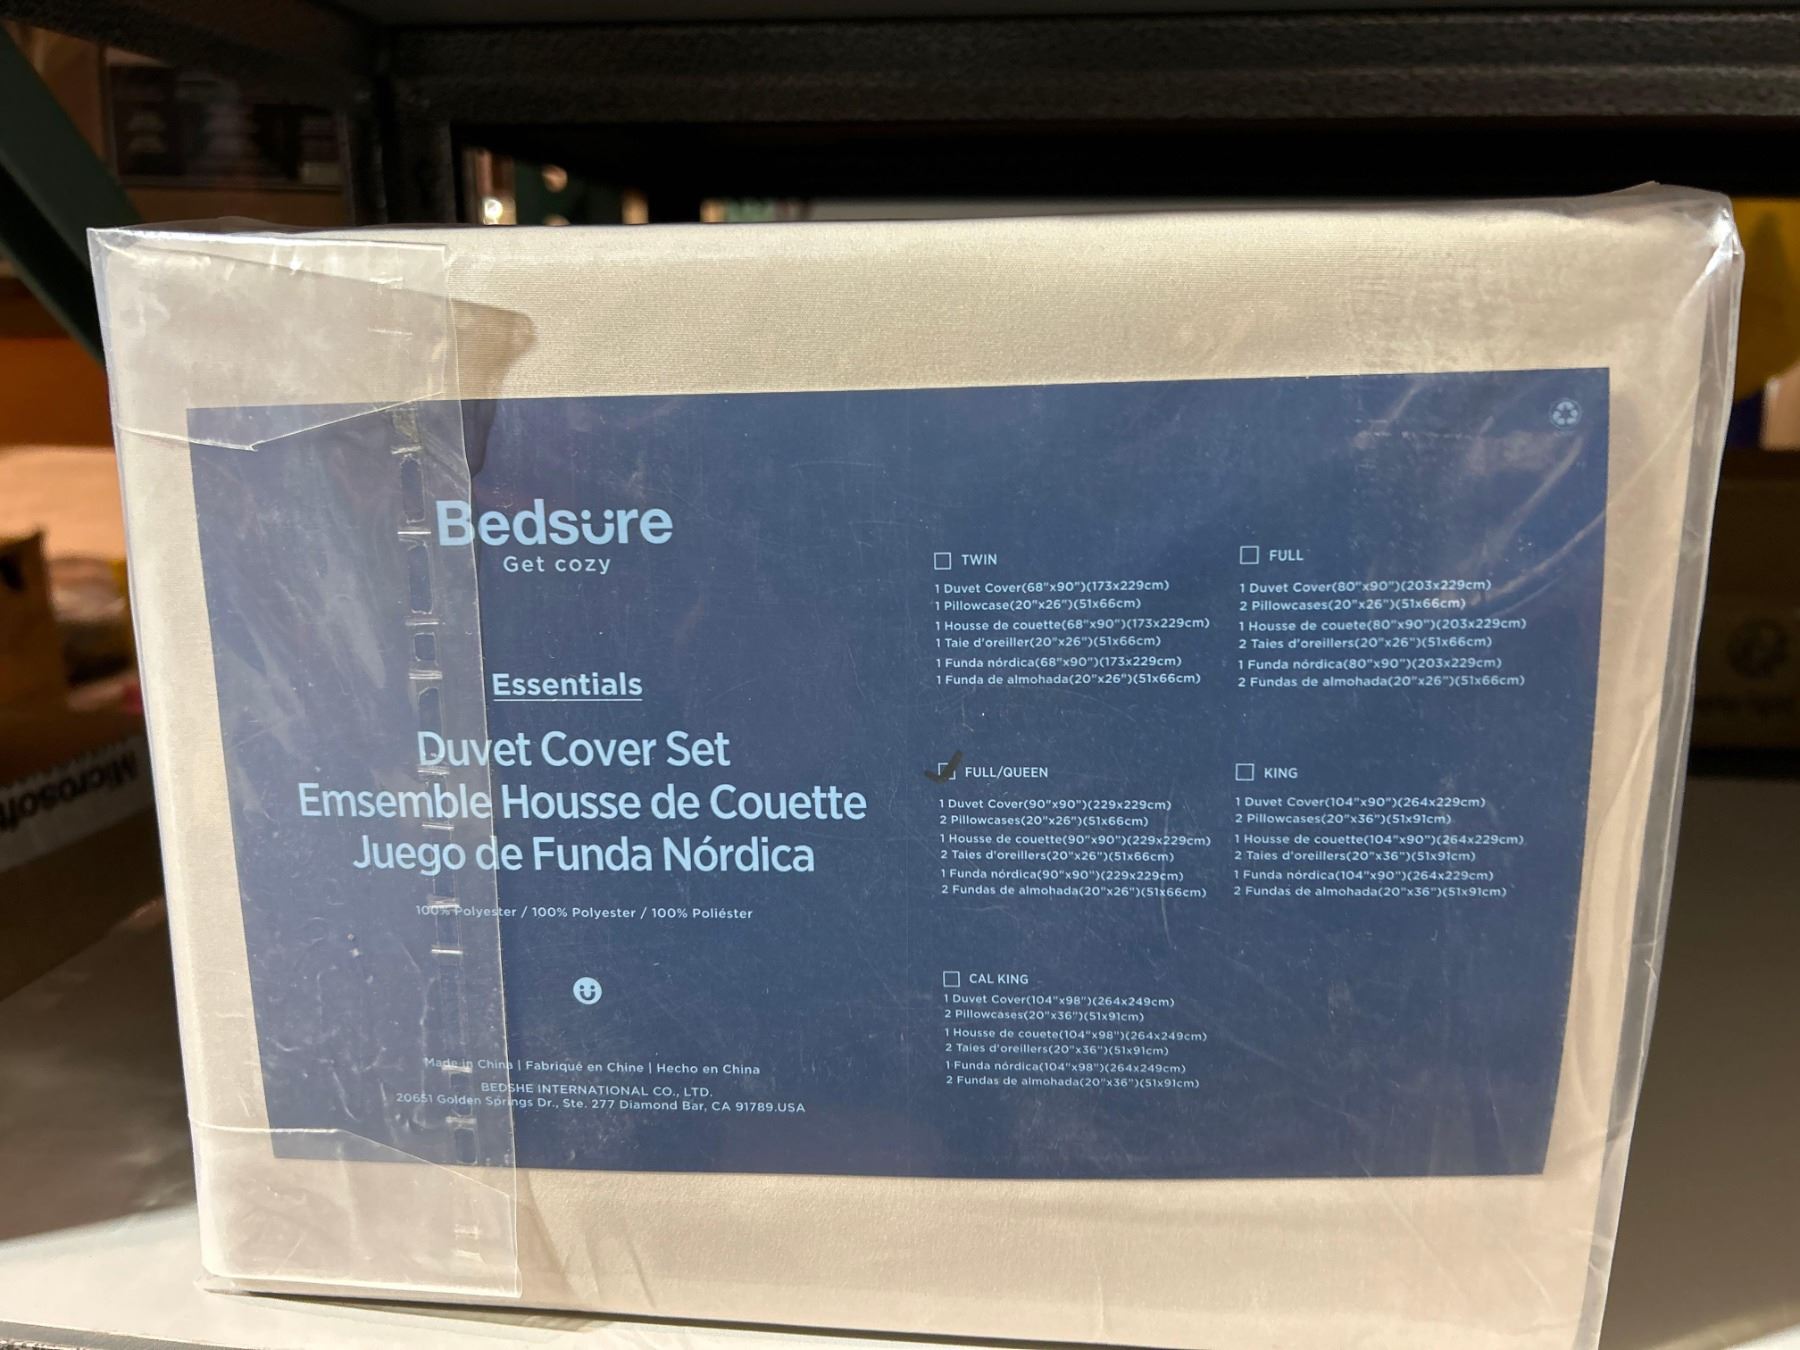 Bedsure
Get cozy
Essentials
Duvet Cover Set
Emsemble Housse de Couette
Juego de Funda Nórdica
100% Polyester / 100% Polyester / 100% Poliéster
Made in China | Fabriqué en Chine | Hecho en China
BEDSHE INTERNATIONAL CO., LTD.
20651 Golden Springs Dr., Ste. 277 Diamond Bar, CA 91789.USA
TWIN
1 Duvet Cover(68"x90")(173x229cm)
1 Pillowcase(20"x26")(51x66cm)
1 Housse de couette(68"x90")(173x229cm)
1 Taie d'oreiller(20"x26")(51x66cm)
1 Funda nórdica(68"x90")(173x229cm)
1 Funda de almohada(20"x26")(51x66cm)
FULL
1 Duvet Cover(80"x90")(203x229cm)
2 Pillowcases(20"x26")(51x66cm)
1 Housse de couete(80"x90")(203x229cm)
2 Taies d'oreillers(20"x26")(51x66cm)
1 Funda nórdica(80"x90")(203x229cm)
2 Fundas de almohada(20"x26")(51x66cm)
FULL/QUEEN
1 Duvet Cover(90"x90")(229x229cm)
2 Pillowcases(20"x26")(51x66cm)
1 Housse de couette(90"x90")(229x229cm)
2 Taies d'oreillers(20"x26")(51x66cm)
1 Funda nórdica(90"x90")(229x229cm)
2 Fundas de almohada(20"x26")(51x66cm)
KING
1 Duvet Cover(104"x90")(264x229cm)
2 Pillowcases(20"x36")(51x91cm)
1 Housse de couette(104"x90")(264x229cm)
2 Taies d'oreillers(20"x36")(51x91cm)
1 Funda nórdica(104"x90")(264x229cm)
2 Fundas de almohada(20"x36")(51x91cm)
CAL KING
1 Duvet Cover(104"x98")(264x249cm)
2 Pillowcases(20"x36")(51x91cm)
1 Housse de couete(104"x98")(264x249cm)
2 Taies d'oreillers(20"x36")(51x91cm)
1 Funda nórdica(104"x98")(264x249cm)
2 Fundas de almohada(20"x36")(51x91cm)
Microsoft